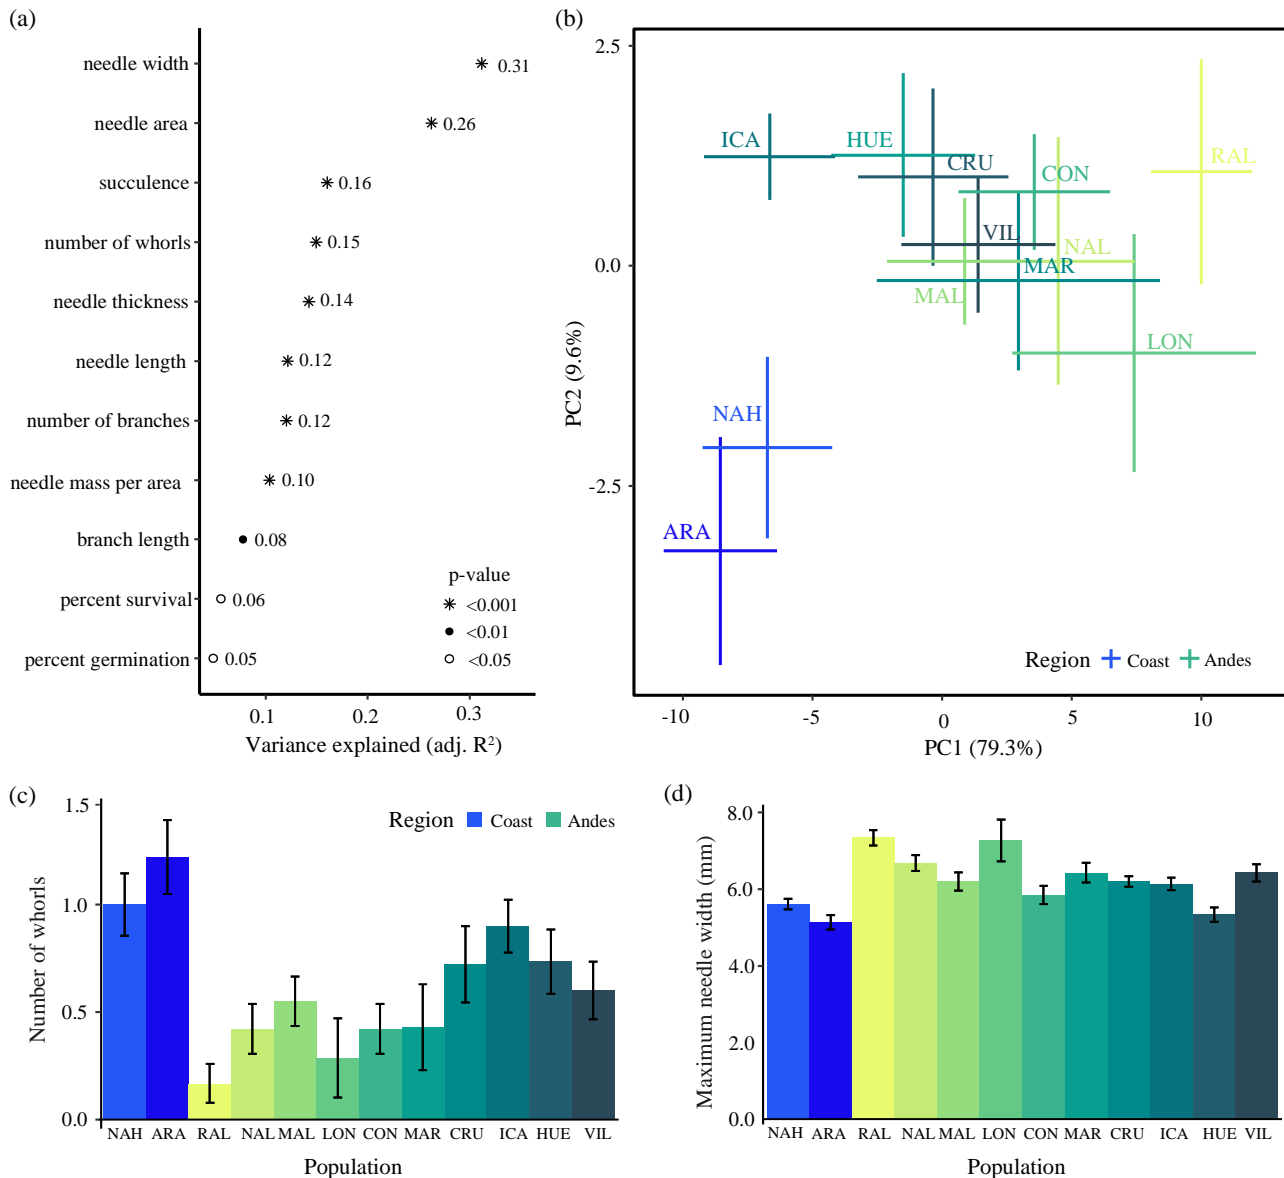 (a)
needle width
0.31
needle area
0.26
succulence
0.16
number of whorls
0.15
needle thickness
0.14
needle length
0.12
number of branches
0.12
needle mass per area
0.10
branch length
0.08
percent survival
0.06
percent germination
0.05
p-value
<0.001
<0.01
<0.05
0.1 0.2 0.3
Variance explained (adj. R²)
(b)
2.5
0.0
-2.5
PC2 (9.6%)
ICA
HUE
CRU
CON
RAL
VIL
NAL
MAR
MAL
LON
NAH
ARA
Region Coast Andes
-10 -5 0 5 10
PC1 (79.3%)
(c)
1.5
1.0
0.5
0.0
Number of whorls
Region Coast Andes
NAH ARA RAL NAL MAL LON CON MAR CRU ICA HUE VIL
Population
(d)
8.0
6.0
4.0
2.0
0.0
Maximum needle width (mm)
NAH ARA RAL NAL MAL LON CON MAR CRU ICA HUE VIL
Population